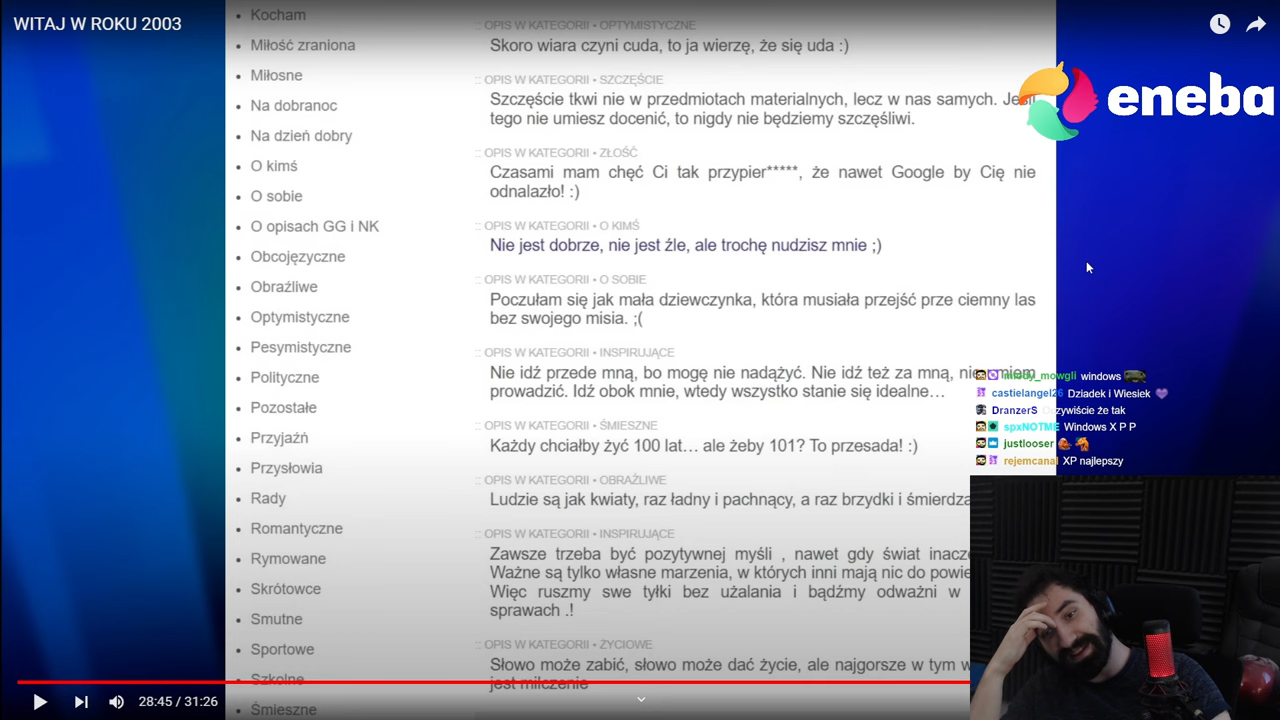 WITAJ W ROKU 2003
eneba
Kocham
Miłość zraniona
Miłosne
Na dobranoc
Na dzień dobry
O kimś
O sobie
O opisach GG i NK
Obcojęzyczne
Obraźliwe
Optymistyczne
Pesymistyczne
Polityczne
Pozostałe
Przyjaźń
Przysłowia
Rady
Romantyczne
Rymowane
Skrótowce
Smutne
Sportowe
Szkolne
Śmieszne
:: OPIS W KATEGORII • OPTYMISTYCZNE
Skoro wiara czyni cuda, to ja wierzę, że się uda :)
:: OPIS W KATEGORII • SZCZĘŚCIE
Szczęście tkwi nie w przedmiotach materialnych, lecz w nas samych. Jeśli
tego nie umiesz docenić, to nigdy nie będziemy szczęśliwi.
:: OPIS W KATEGORII • ZŁOŚĆ
Czasami mam chęć Ci tak przypier*****, że nawet Google by Cię nie
odnalazło! :)
:: OPIS W KATEGORII • O KIMŚ
Nie jest dobrze, nie jest źle, ale trochę nudzisz mnie ;)
:: OPIS W KATEGORII • O SOBIE
Poczułam się jak mała dziewczynka, która musiała przejść prze ciemny las
bez swojego misia. ;(
:: OPIS W KATEGORII • INSPIRUJĄCE
Nie idź przede mną, bo mogę nie nadążyć. Nie idź też za mną, nie umiem
prowadzić. Idź obok mnie, wtedy wszystko stanie się idealne…
:: OPIS W KATEGORII • ŚMIESZNE
Każdy chciałby żyć 100 lat… ale żeby 101? To przesada! :)
:: OPIS W KATEGORII • OBRAŹLIWE
Ludzie są jak kwiaty, raz ładny i pachnący, a raz brzydki i śmierdzą
:: OPIS W KATEGORII • INSPIRUJĄCE
Zawsze trzeba być pozytywnej myśli , nawet gdy świat inacze
Ważne są tylko własne marzenia, w których inni mają nic do powie
Więc ruszmy swe tyłki bez użalania i bądźmy odważni w
sprawach .!
:: OPIS W KATEGORII • ŻYCIOWE
Słowo może zabić, słowo może dać życie, ale najgorsze w tym w
jest milczenie
windows
castielangel26 Dziadek i Wiesiek
DranzerS Oczywiście że tak
spxNOTME Windows X P P
justlooser
rejemcanal XP najlepszy
28:45 / 31:26